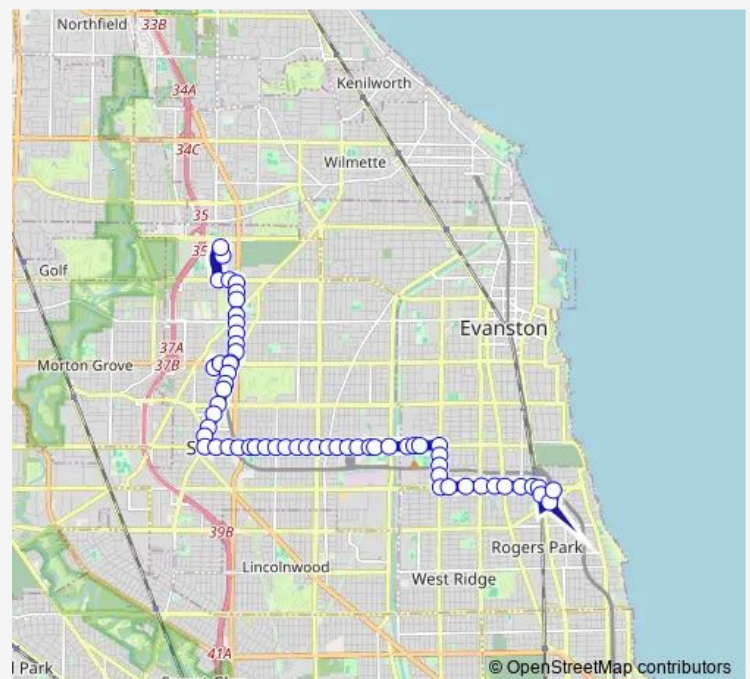 Northfield
33B
34A
Kenilworth
34C
Wilmette
35
35
Golf
Evanston
37A
Morton Grove
37B
S
39B
Rogers Park
Lincolnwood
West Ridge
41A
Park
© OpenStreetMap contributors